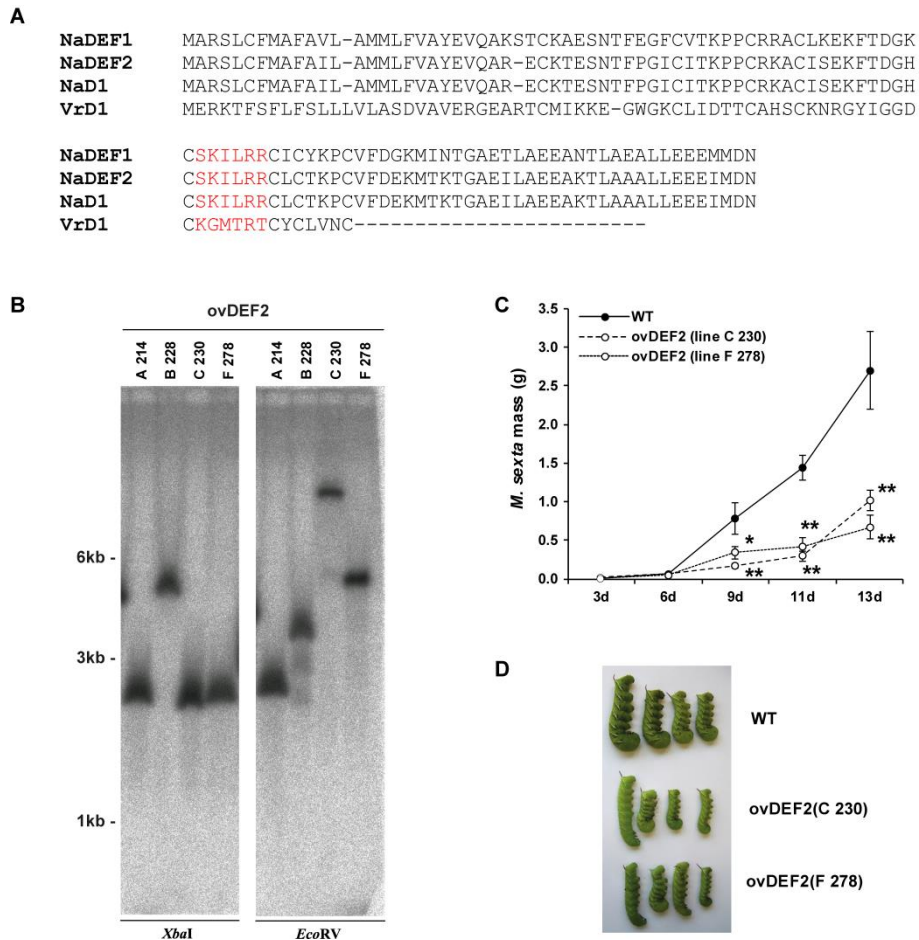 A
NaDEF1 MARSLCFMAFAVL-AMMLFVAYEVQAKSTCKAESNTFEGFCVTKPPCRRACLKEKFTDGK
NaDEF2 MARSLCFMAFAIL-AMMLFVAYEVQAR-ECKTESNTFPGICITKPPCRKACISEKFTDGH
NaD1 MARSLCFMAFAIL-AMMLFVAYEVQAR-ECKTESNTFPGICITKPPCRKACISEKFTDGH
VrD1 MERKTFSFLFSLLLVLASDVAVERGEARTCMIKKE-GWGKCLIDTTCAHSCKNRGYIGGD
NaDEF1 CSKILRRCICYKPCVFDGKMINTGAETLAEEANTLAEALLEEEMMDN
NaDEF2 CSKILRRCLCYKPCVFDEKMTKTGAEILAEEAKTLAAALLEEEIMDN
NaD1 CSKILRRCLCTKPCVFDEKMTKTGAEILAEEAKTLAAALLEEEIMDN
VrD1 CKGMTRTCYCLVNC------------------------
B
ovDEF2
A 214 B 228 C 230 F 278 A 214 B 228 C 230 F 278
6kb -
3kb -
1kb -
XbaI EcoRV
C
M. sexta mass (g)
3.5
3.0
2.5
2.0
1.5
1.0
0.5
0.0
WT
ovDEF2 (line C 230)
ovDEF2 (line F 278)
*
**
**
**
**
**
3d 6d 9d 11d 13d
D
WT
ovDEF2(C 230)
ovDEF2(F 278)